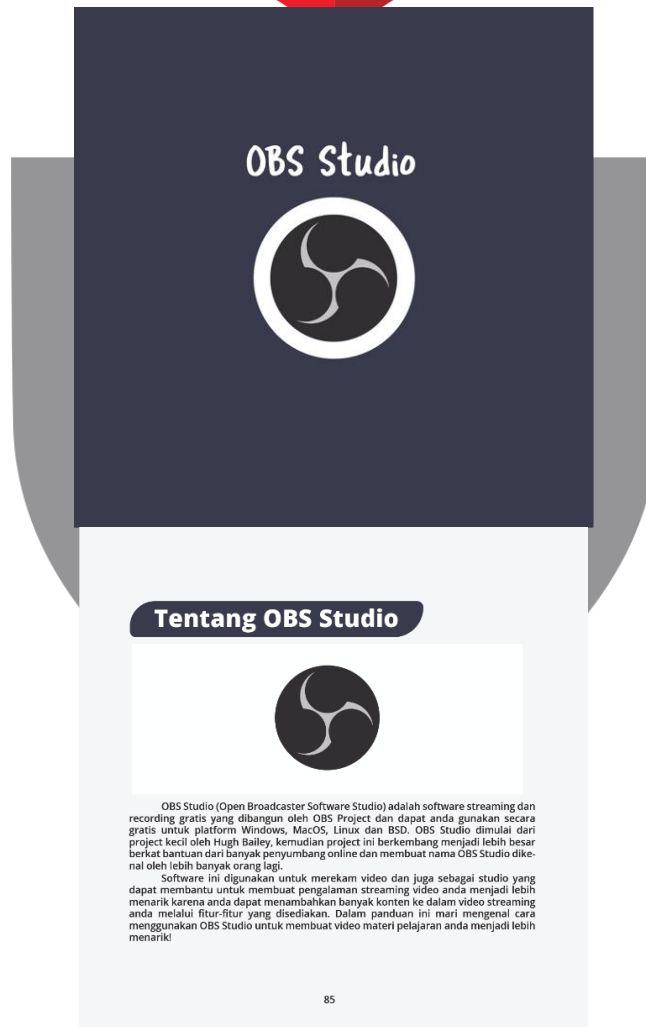 OBS Studio
Tentang OBS Studio
OBS Studio (Open Broadcaster Software Studio) adalah software streaming dan
recording gratis yang dibangun oleh OBS Project dan dapat anda gunakan secara
gratis untuk platform Windows, MacOS, Linux dan BSD. OBS Studio dimulai dari
project kecil oleh Hugh Bailey, kemudian project ini berkembang menjadi lebih besar
berkat bantuan dari banyak penyumbang online dan membuat nama OBS Studio dike-
nal oleh lebih banyak orang lagi.
Software ini digunakan untuk merekam video dan juga sebagai studio yang
dapat membantu untuk membuat pengalaman streaming video anda menjadi lebih
menarik karena anda dapat menambahkan banyak konten ke dalam video streaming
anda melalui fitur-fitur yang disediakan. Dalam panduan ini mari mengenal cara
menggunakan OBS Studio untuk membuat video materi pelajaran anda menjadi lebih
menarik!
85